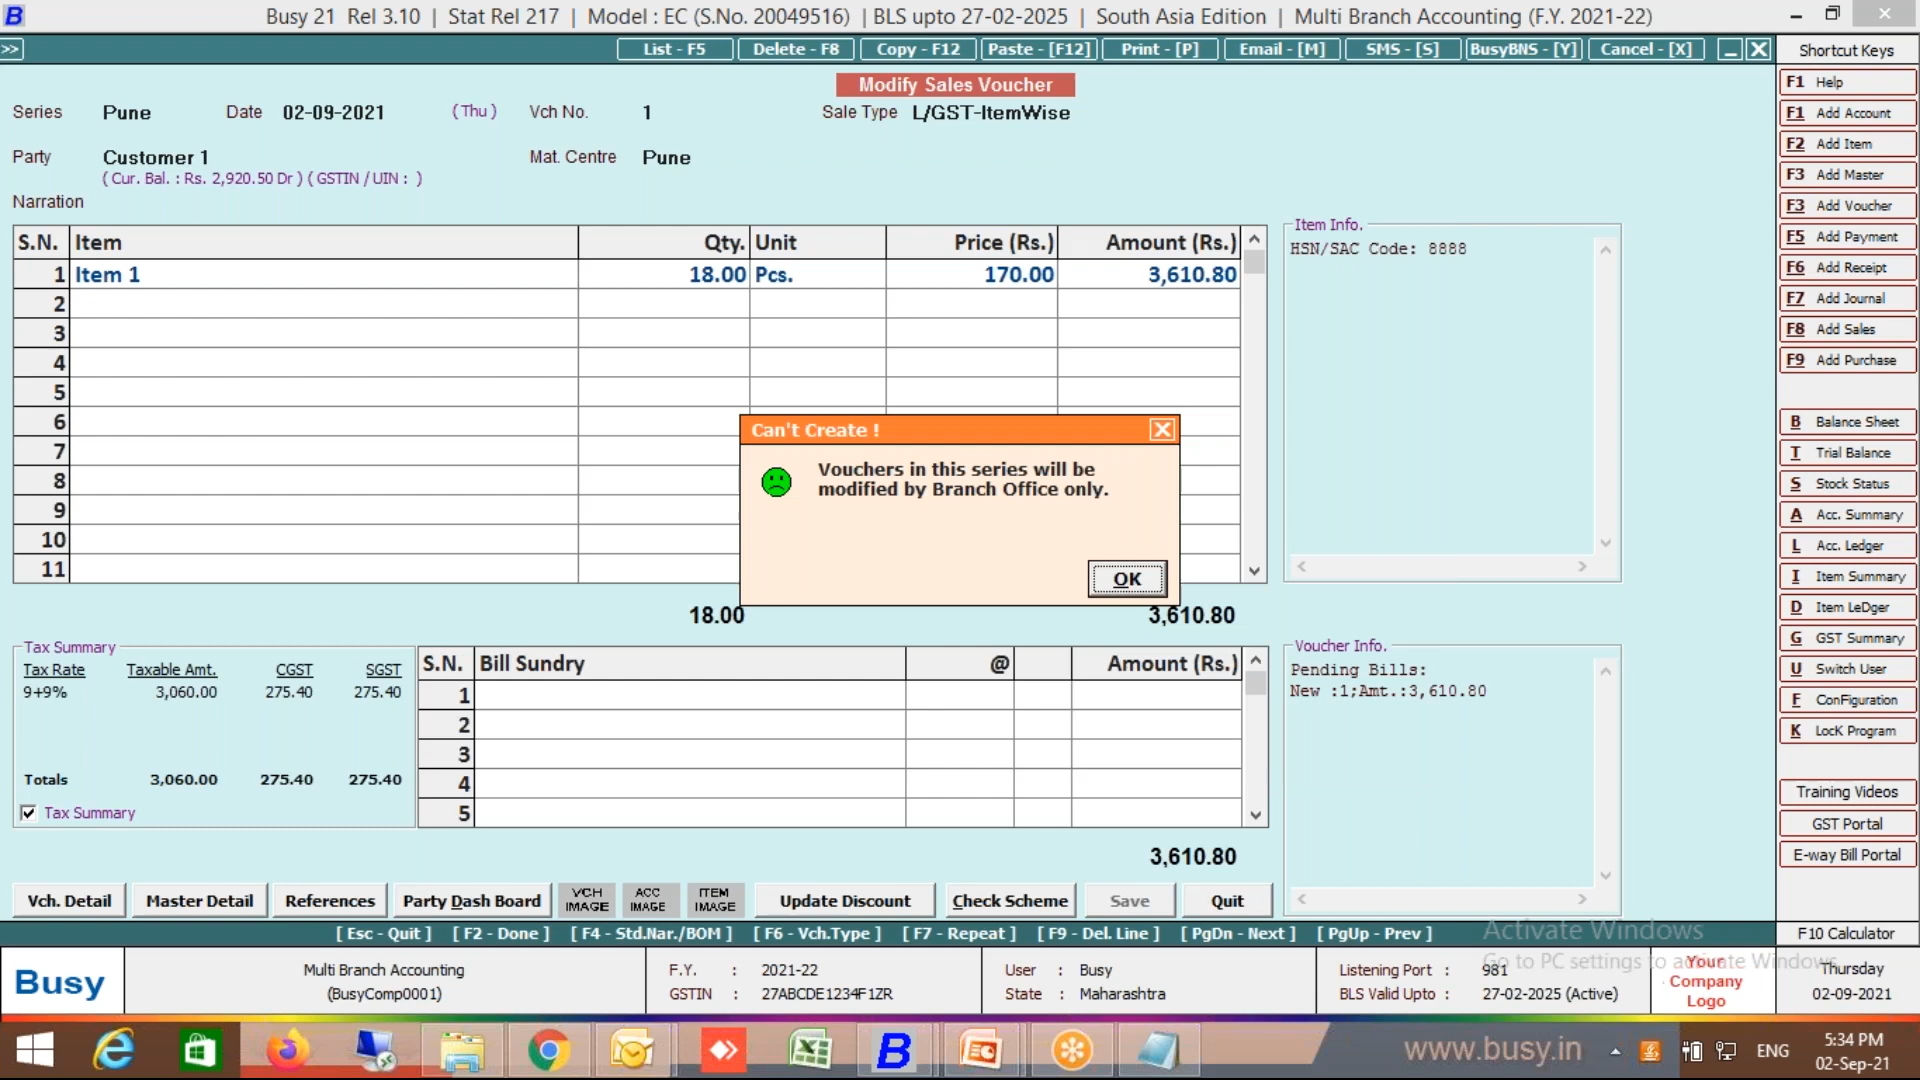 B Busy 21 Rel 3.10 | Stat Rel 217 | Model : EC (S.No. 20049516) | BLS upto 27-02-2025 | South Asia Edition | Multi Branch Accounting (F.Y. 2021-22)
>> List - F5 Delete - F8 Copy - F12 Paste - [F12] Print - [P] Email - [M] SMS - [S] BusyBNS - [Y] Cancel - [X] Shortcut Keys
Modify Sales Voucher
Series Pune Date 02-09-2021 (Thu) Vch No. 1 Sale Type L/GST-ItemWise
Party Customer 1 Mat. Centre Pune
( Cur. Bal. : Rs. 2,920.50 Dr ) ( GSTIN / UIN : )
Narration
S.N. Item Qty. Unit Price (Rs.) Amount (Rs.)
1 Item 1 18.00 Pcs. 170.00 3,610.80
2
3
4
5
6
7
8
9
10
11
18.00 3,610.80
Item Info.
HSN/SAC Code: 8888
Can't Create !
Vouchers in this series will be
modified by Branch Office only.
OK
Tax Summary
Tax Rate Taxable Amt. CGST SGST
9+9% 3,060.00 275.40 275.40
Totals 3,060.00 275.40 275.40
Tax Summary
S.N. Bill Sundry @ Amount (Rs.)
1
2
3
4
5
3,610.80
Voucher Info.
Pending Bills:
New :1;Amt.:3,610.80
Vch. Detail Master Detail References Party Dash Board VCH IMAGE ACC IMAGE ITEM IMAGE Update Discount Check Scheme Save Quit
[ Esc - Quit ] [ F2 - Done ] [ F4 - Std.Nar./BOM ] [ F6 - Vch.Type ] [ F7 - Repeat ] [ F9 - Del. Line ] [ PgDn - Next ] [ PgUp - Prev ]
F1 Help
F1 Add Account
F2 Add Item
F3 Add Master
F3 Add Voucher
F5 Add Payment
F6 Add Receipt
F7 Add Journal
F8 Add Sales
F9 Add Purchase
B Balance Sheet
T Trial Balance
S Stock Status
A Acc. Summary
L Acc. Ledger
I Item Summary
D Item LeDger
G GST Summary
U Switch User
F ConFiguration
K LocK Program
Training Videos
GST Portal
E-way Bill Portal
F10 Calculator
Activate Windows
Go to PC settings to activate Windows.
Busy
Multi Branch Accounting
(BusyComp0001)
F.Y. : 2021-22
GSTIN : 27ABCDE1234F1ZR
User : Busy
State : Maharashtra
Listening Port : 981
BLS Valid Upto : 27-02-2025 (Active)
Your
Company
Logo
Thursday
02-09-2021
www.busy.in
ENG
5:34 PM
02-Sep-21